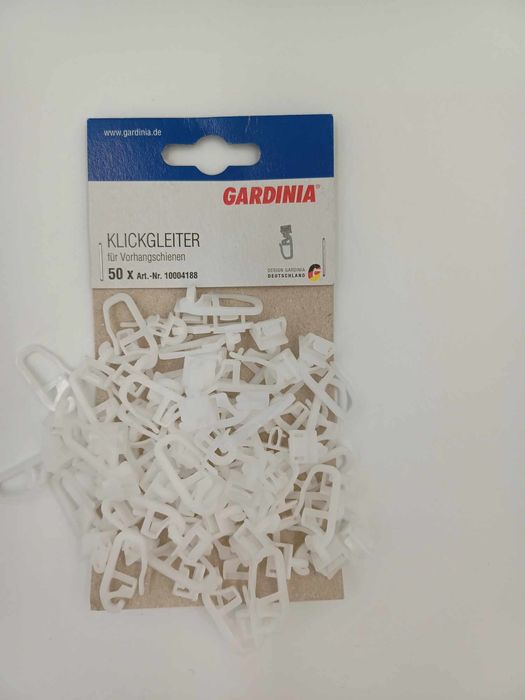 www.gardinia.de
GARDINIA®
KLICKGLEITER
für Vorhangschienen
50 x Art.-Nr. 10004188
DESIGN GARDINIA
DEUTSCHLAND